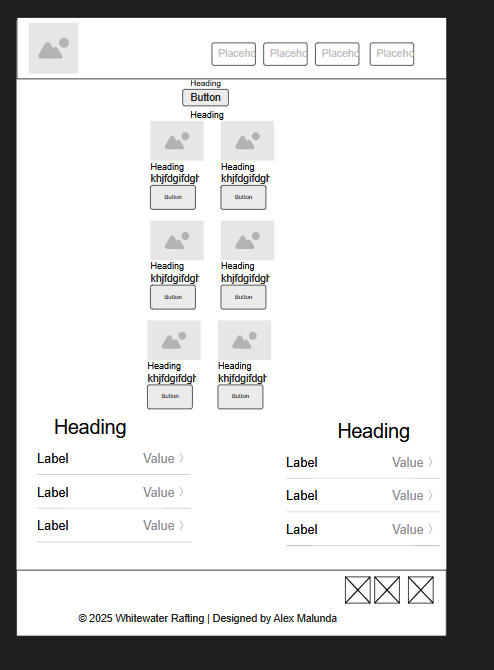 Placeho Placeho Placeho Placeho
Heading
Button
Heading
Heading Heading
khjfdgifdgh khjfdgifdgh
Button Button
Heading Heading
khjfdgifdgh khjfdgifdgh
Button Button
Heading Heading
khjfdgifdgh khjfdgifdgh
Button Button
Heading
Label Value
Label Value
Label Value
Heading
Label Value
Label Value
Label Value
© 2025 Whitewater Rafting | Designed by Alex Malunda